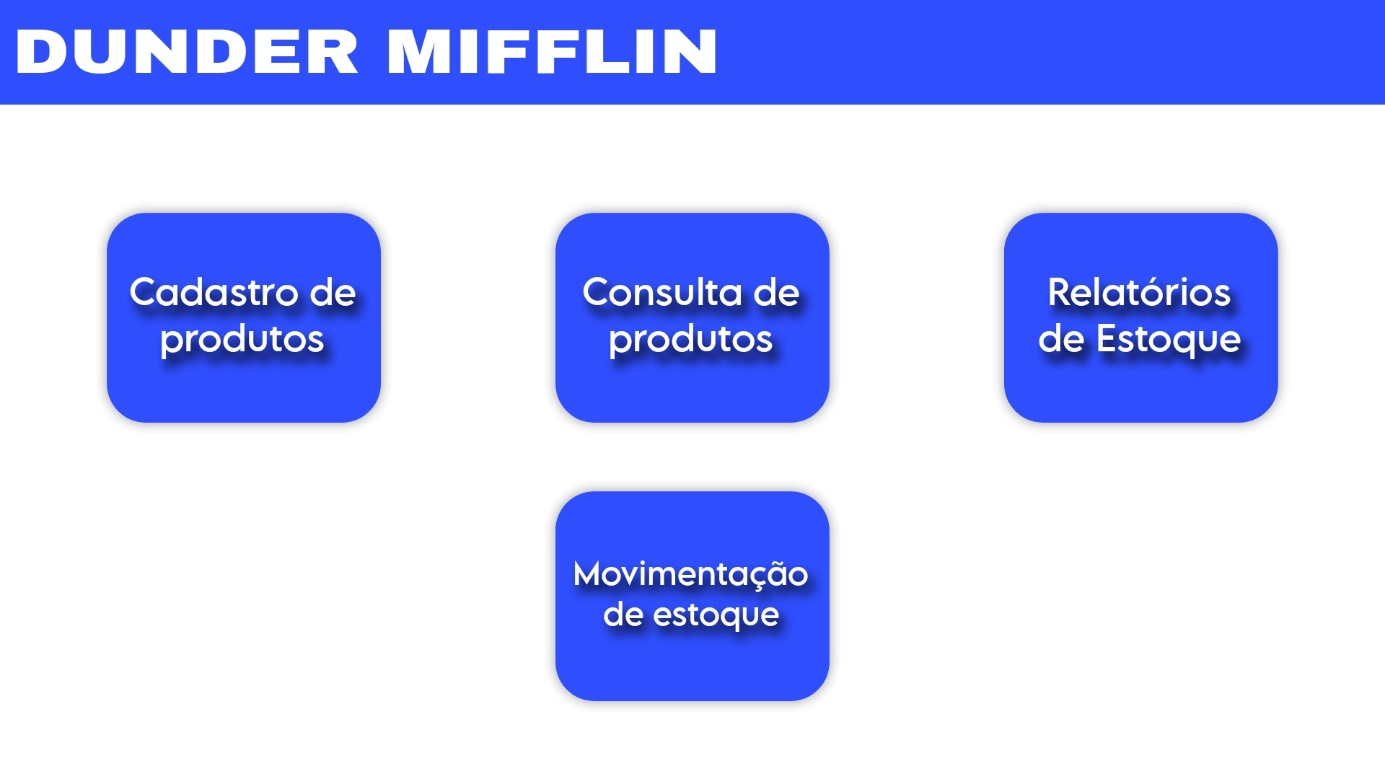 DUNDER MIFFLIN
Cadastro de
produtos
Consulta de
produtos
Relatórios
de Estoque
Movimentação
de estoque